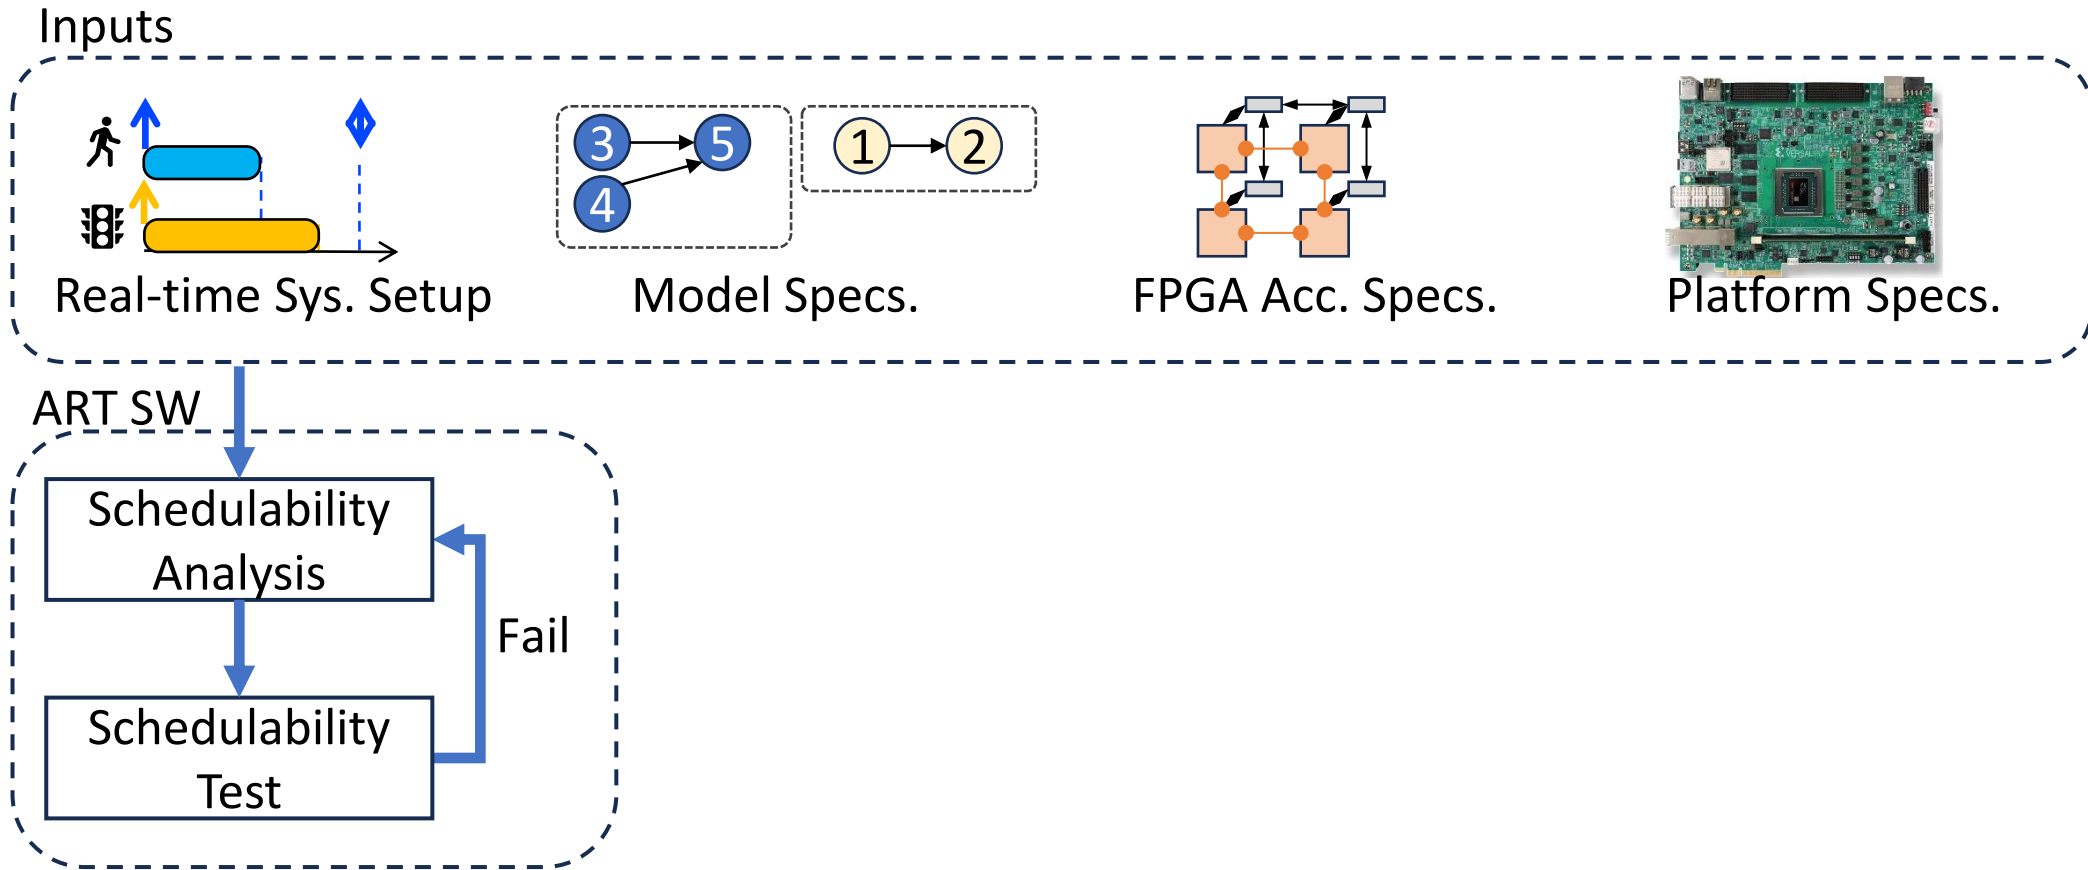 Inputs
3
5
4
1
2
Real-time Sys. Setup
Model Specs.
FPGA Acc. Specs.
Platform Specs.
ART SW
Schedulability
Analysis
Fail
Schedulability
Test